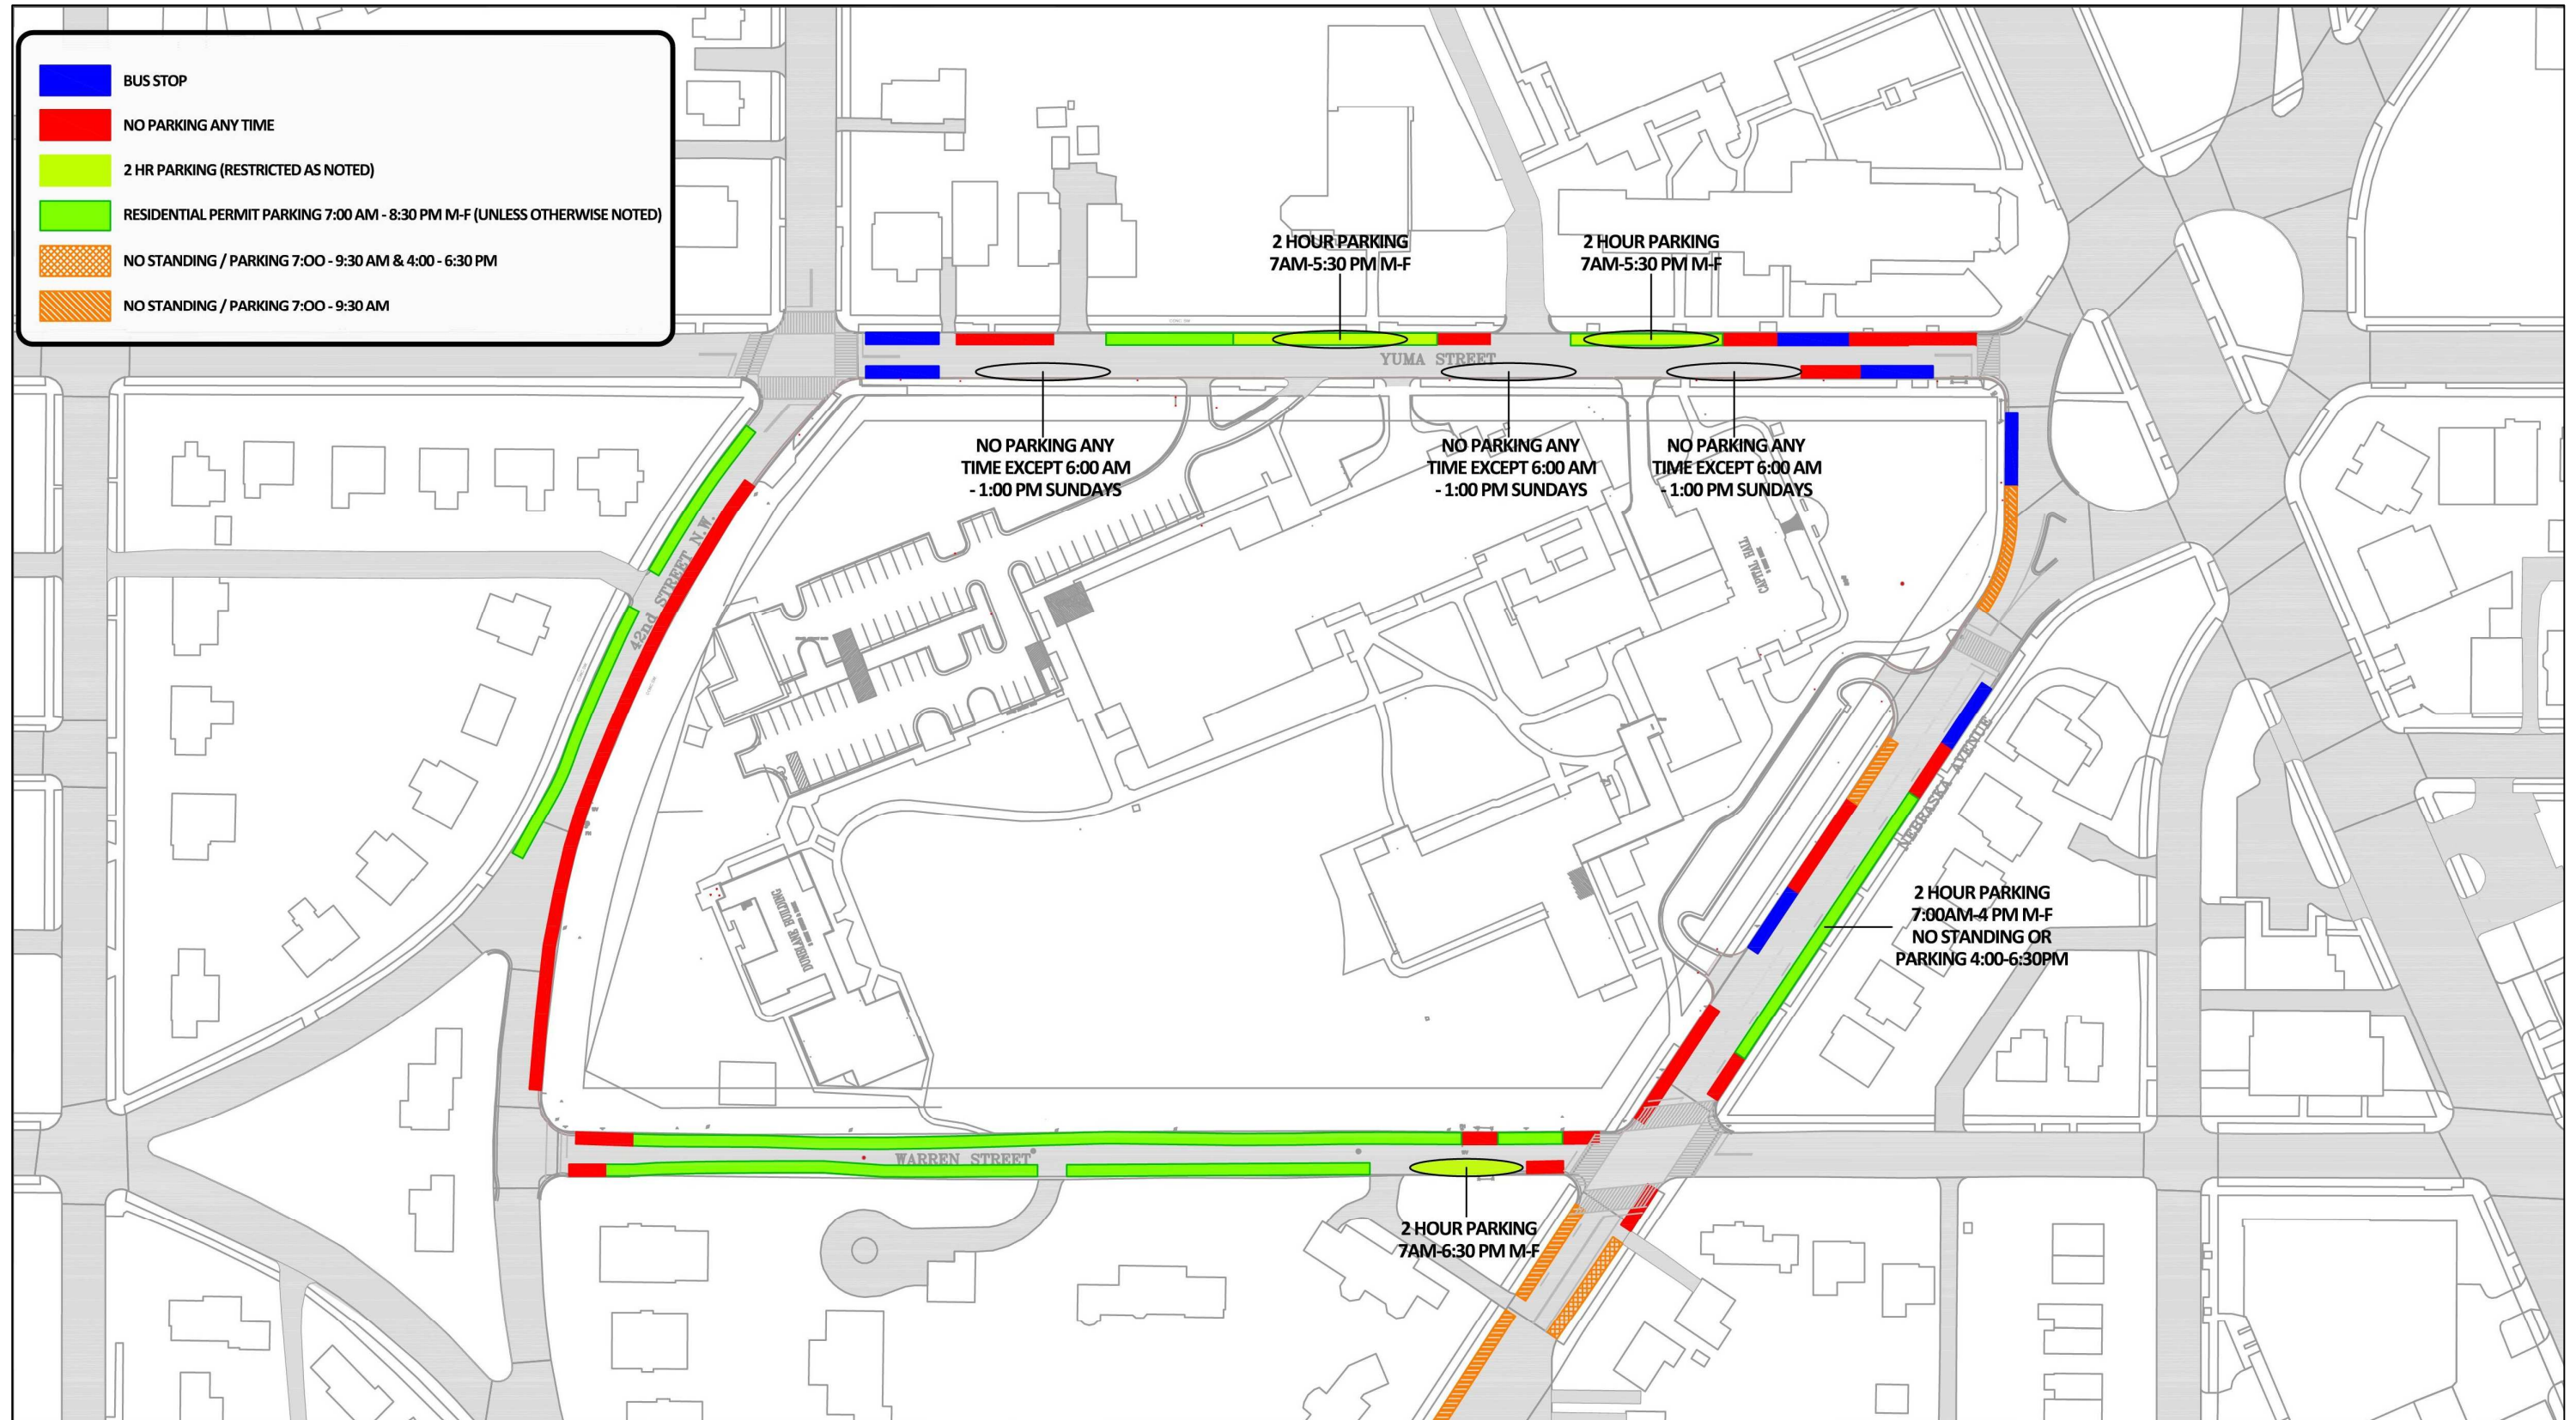 BUS STOP
NO PARKING ANY TIME
2 HR PARKING (RESTRICTED AS NOTED)
RESIDENTIAL PERMIT PARKING 7:00 AM - 8:30 PM M-F (UNLESS OTHERWISE NOTED)
NO STANDING / PARKING 7:OO - 9:30 AM & 4:00 - 6:30 PM
NO STANDING / PARKING 7:OO - 9:30 AM
2 HOUR PARKING
7AM-5:30 PM M-F
2 HOUR PARKING
7AM-5:30 PM M-F
YUMA STREET
NO PARKING ANY
TIME EXCEPT 6:00 AM
- 1:00 PM SUNDAYS
NO PARKING ANY
TIME EXCEPT 6:00 AM
- 1:00 PM SUNDAYS
NO PARKING ANY
TIME EXCEPT 6:00 AM
- 1:00 PM SUNDAYS
42nd STREET N.W.
CAPITAL HALL
NEBRASKA AVENUE
DUNBLANE BUILDING
2 HOUR PARKING
7:00AM-4 PM M-F
NO STANDING OR
PARKING 4:00-6:30PM
WARREN STREET
2 HOUR PARKING
7AM-6:30 PM M-F